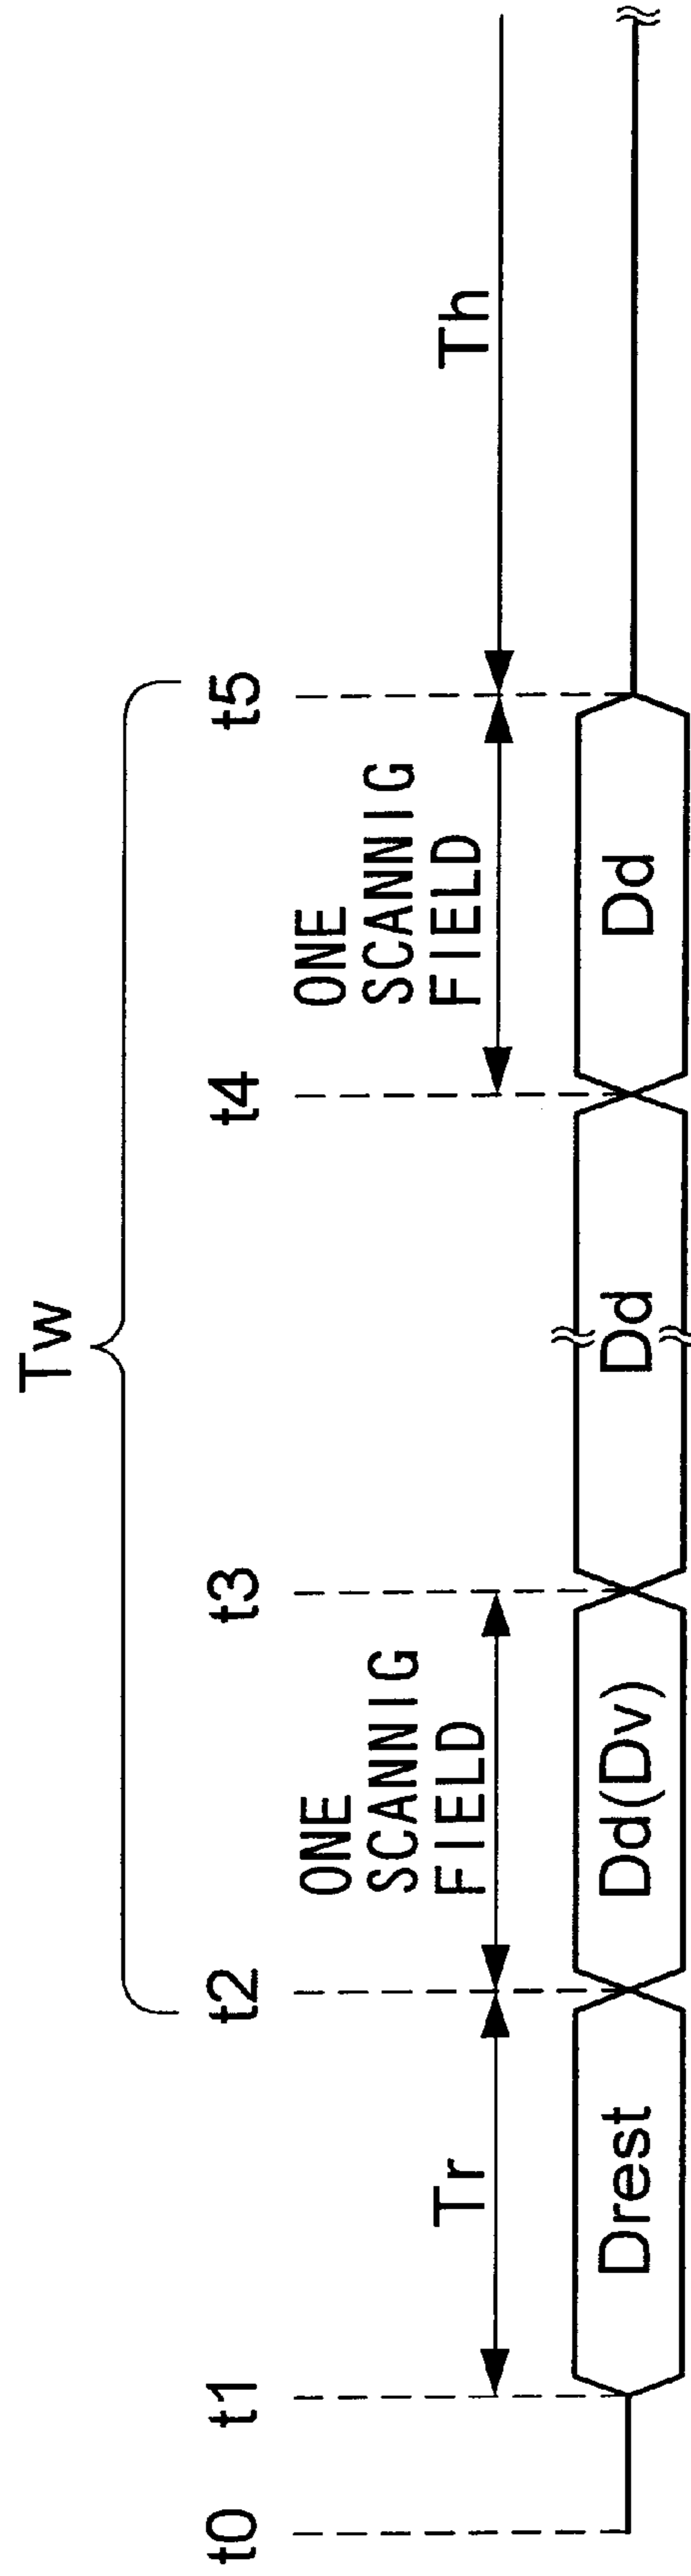 Tw
t0
t1
t2
t3
t4
t5
Tr
ONE
SCANNIG
FIELD
ONE
SCANNIG
FIELD
Th
Drest
Dd(Dv)
Dd
Dd